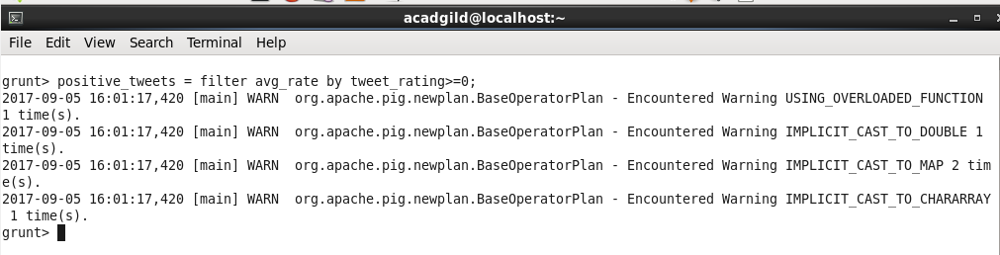 acadgild@localhost:~
File Edit View Search Terminal Help
grunt> positive_tweets = filter avg_rate by tweet_rating>=0;
2017-09-05 16:01:17,420 [main] WARN  org.apache.pig.newplan.BaseOperatorPlan - Encountered Warning USING_OVERLOADED_FUNCTION
1 time(s).
2017-09-05 16:01:17,420 [main] WARN  org.apache.pig.newplan.BaseOperatorPlan - Encountered Warning IMPLICIT_CAST_TO_DOUBLE 1
time(s).
2017-09-05 16:01:17,420 [main] WARN  org.apache.pig.newplan.BaseOperatorPlan - Encountered Warning IMPLICIT_CAST_TO_MAP 2 tim
e(s).
2017-09-05 16:01:17,420 [main] WARN  org.apache.pig.newplan.BaseOperatorPlan - Encountered Warning IMPLICIT_CAST_TO_CHARARRAY
 1 time(s).
grunt>